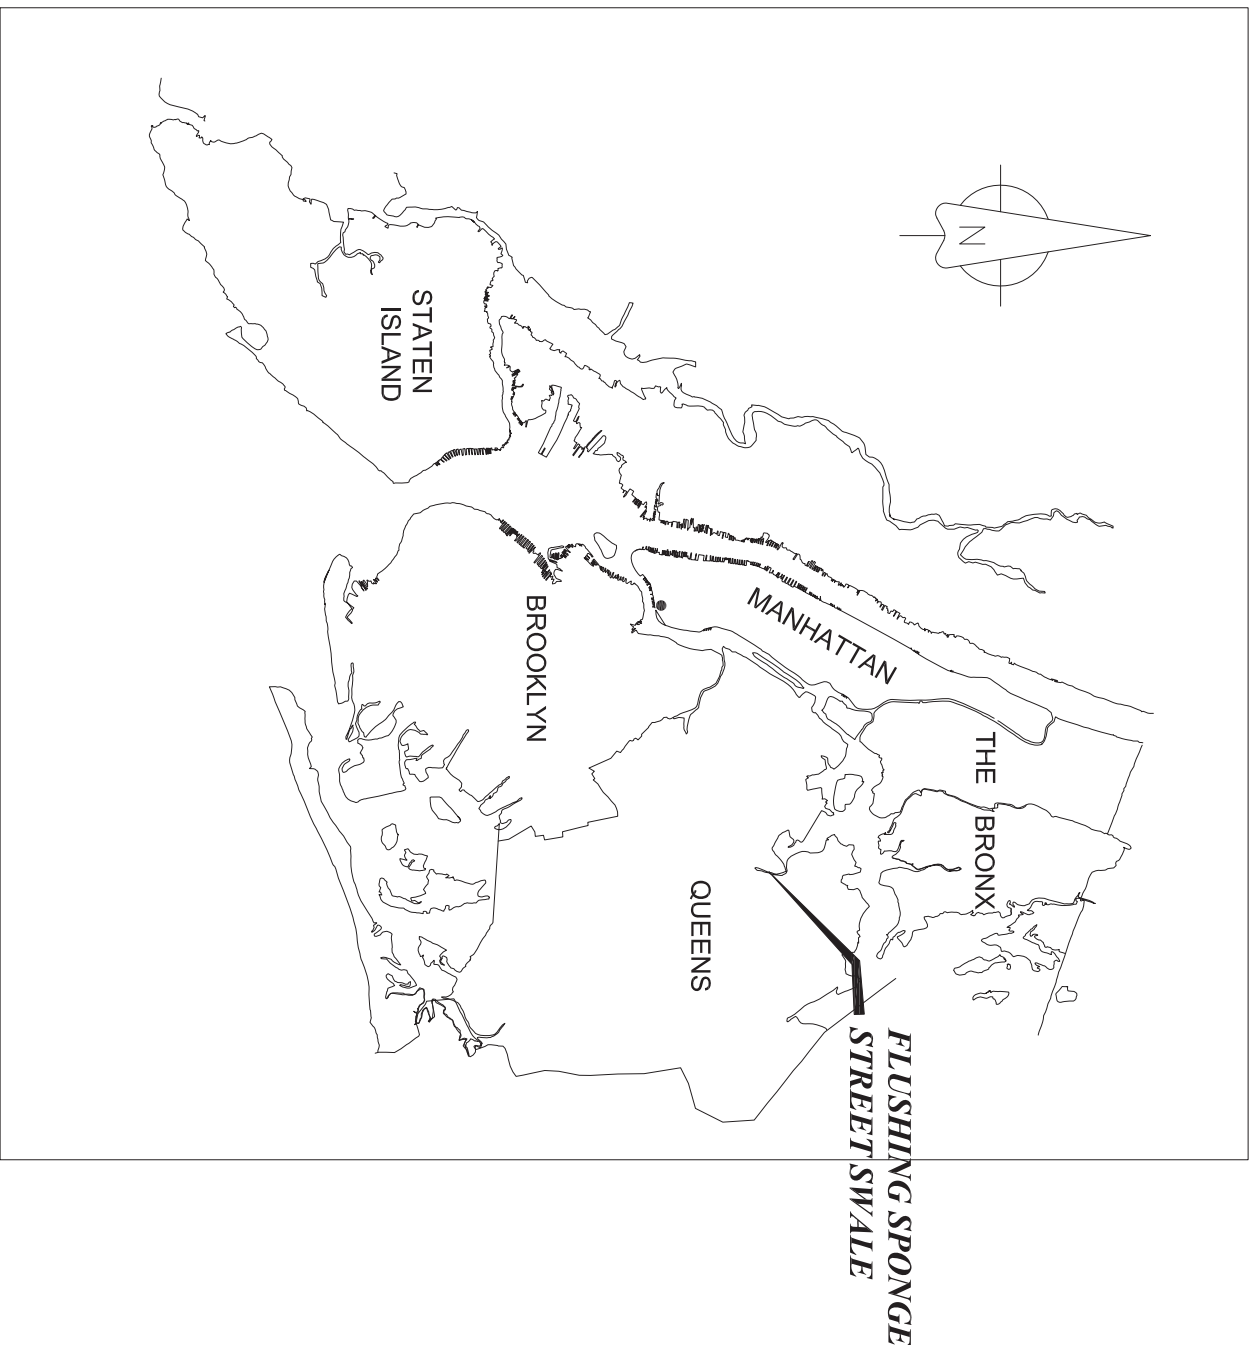 N
STATEN
ISLAND
MANHATTAN
BROOKLYN
THE BRONX
QUEENS
FLUSHING SPONGE
STREET SWALE